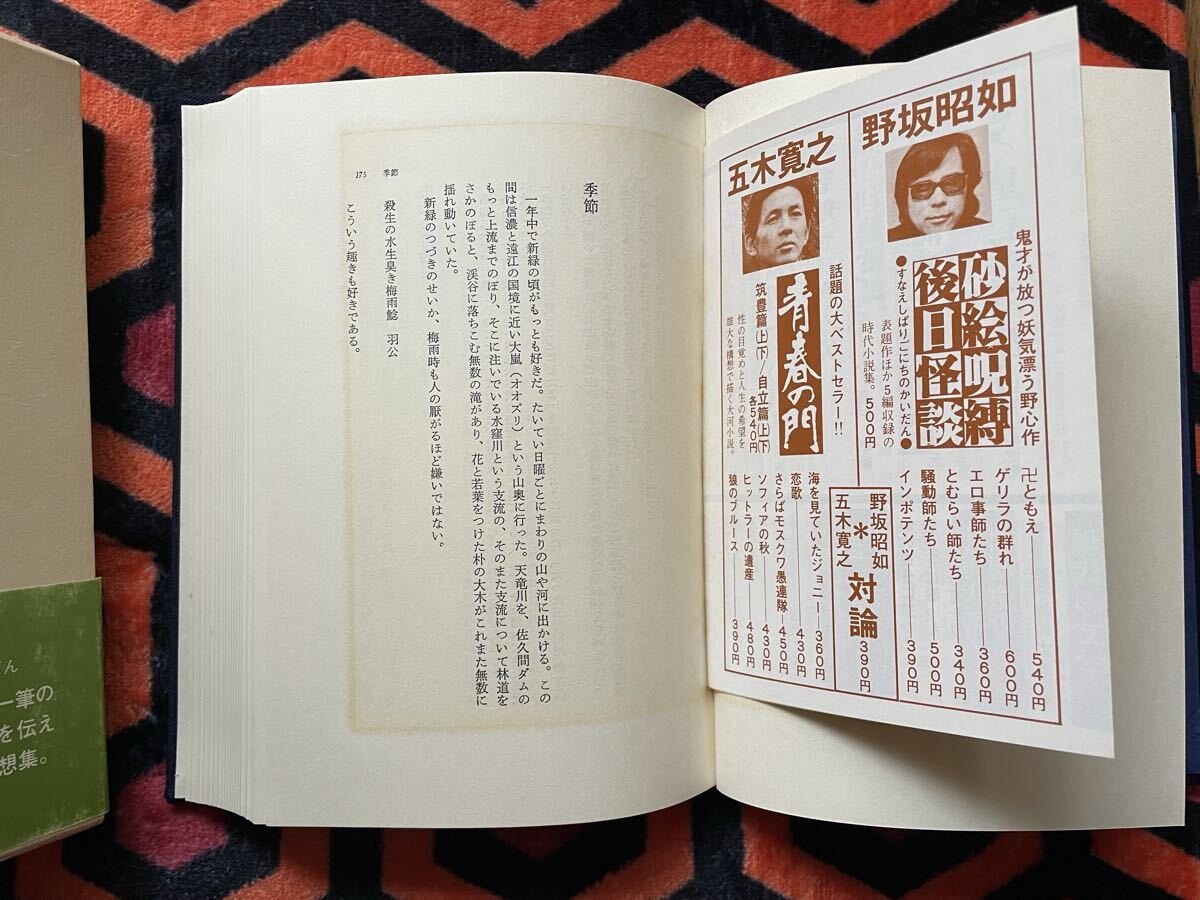 季節
一年中で新緑の頃がもっとも好きだ。たいてい日曜ごとにまわりの山や河に出かける。この
間は信濃と遠江の国境に近い大嵐（オオズリ）という山奥に行った。天竜川を、佐久間ダムの
もっと上流までのぼり、そこに注いでいる水窪川という支流の、そのまた支流について林道を
さかのぼると、渓谷に落ちこむ無数の滝があり、花と若葉をつけた朴の大木がこれまた無数に
揺れ動いていた。
新緑のつづきのせいか、梅雨時も人の厭がるほど嫌いではない。
殺生の水生臭き梅雨鯰　羽公
こういう趣きも好きである。
175　季節
野坂昭如
鬼才が放つ妖気漂う野心作
砂絵呪縛
後日怪談
●すなえしばりごにちのかいだん●
表題作ほか5編収録の
時代小説集。500円
卍ともえ――540円
ゲリラの群れ――600円
エロ事師たち――360円
とむらい師たち――340円
騒動師たち――500円
インポテンツ――390円
野坂昭如
＊
五木寛之
対論
390円
五木寛之
話題の大ベストセラー!!
青春の門
筑豊篇(上)(下)/自立篇(上)(下)
各540円
性の目覚めと人生の希望を
雄大な構想で描く大河小説。
海を見ていたジョニー――360円
恋歌――430円
さらばモスクワ愚連隊――450円
ソフィアの秋――430円
ヒットラーの遺産――480円
狼のブルース――390円
ん
一筆の
を伝え
想集。